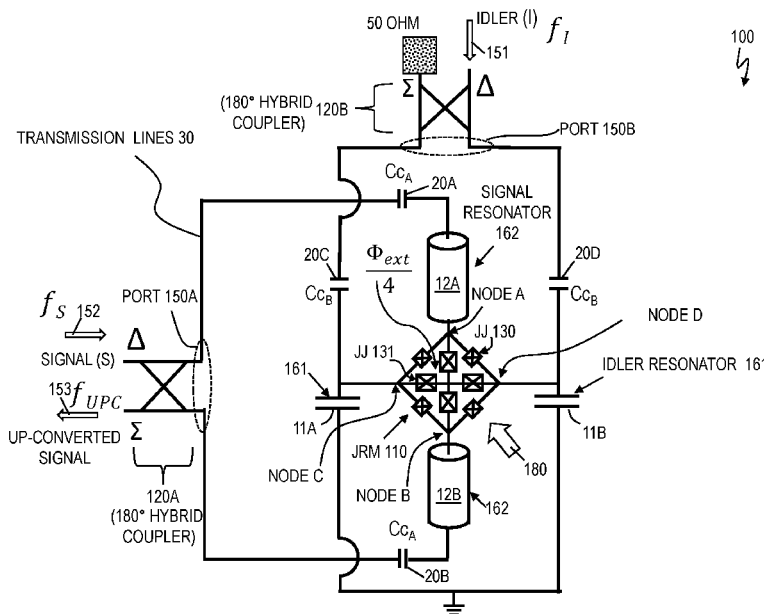 50 OHM
IDLER (I)
f_I
151
100
Σ
Δ
(180° HYBRID
COUPLER) 120B
PORT 150B
TRANSMISSION LINES 30
Cc_A
20A
SIGNAL
RESONATOR
162
20C
Cc_B
Φ_ext
4
12A
20D
Cc_B
NODE A
NODE D
f_S
152
PORT 150A
Δ
SIGNAL (S)
JJ 131
JJ 130
161
IDLER RESONATOR 161
153
f_UPC
UP-CONVERTED
SIGNAL
Σ
11A
11B
JRM 110
180
NODE C
NODE B
12B
162
120A
(180° HYBRID
COUPLER)
Cc_A
20B